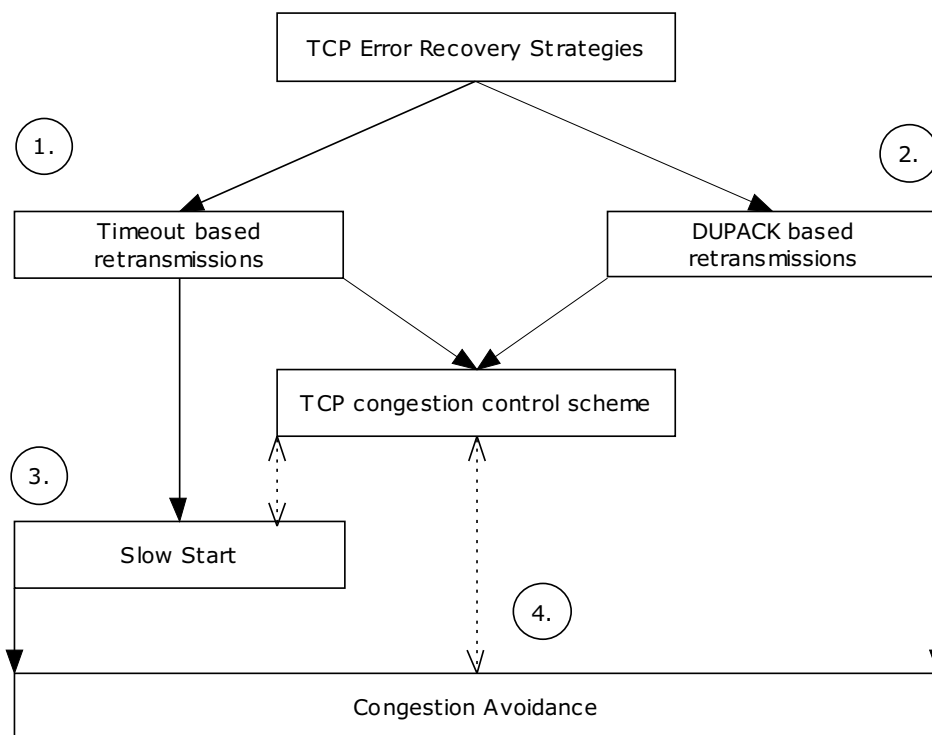 TCP Error Recovery Strategies
1.
2.
Timeout based
retransmissions
DUPACK based
retransmissions
TCP congestion control scheme
3.
Slow Start
4.
Congestion Avoidance